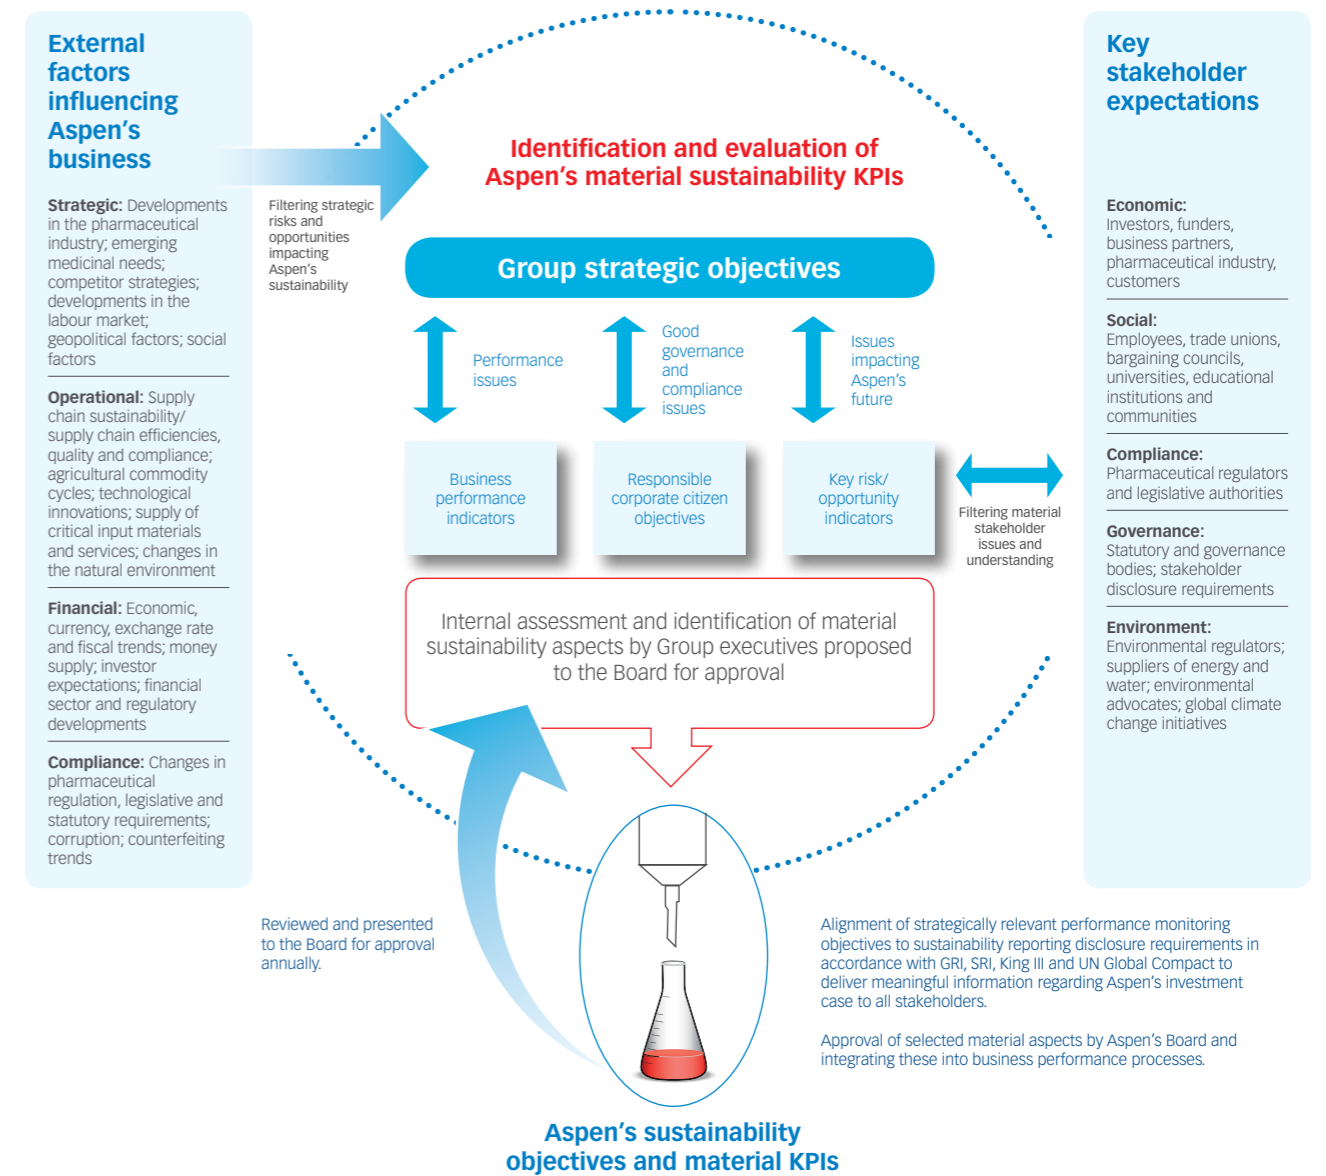 External
factors
influencing
Aspen's
business
Strategic: Developments
in the pharmaceutical
industry; emerging
medicinal needs;
competitor strategies;
developments in the
labour market;
geopolitical factors; social
factors
Operational: Supply
chain sustainability/
supply chain efficiencies,
quality and compliance;
agricultural commodity
cycles; technological
innovations; supply of
critical input materials
and services; changes in
the natural environment
Financial: Economic,
currency, exchange rate
and fiscal trends; money
supply; investor
expectations; financial
sector and regulatory
developments
Compliance: Changes in
pharmaceutical
regulation, legislative and
statutory requirements;
corruption; counterfeiting
trends
Filtering strategic
risks and
opportunities
impacting
Aspen's
sustainability
Identification and evaluation of
Aspen's material sustainability KPIs
Group strategic objectives
Performance
issues
Good
governance
and
compliance
issues
Issues
impacting
Aspen's
future
Business
performance
indicators
Responsible
corporate citizen
objectives
Key risk/
opportunity
indicators
Filtering material
stakeholder
issues and
understanding
Internal assessment and identification of material
sustainability aspects by Group executives proposed
to the Board for approval
Key
stakeholder
expectations
Economic:
Investors, funders,
business partners,
pharmaceutical industry,
customers
Social:
Employees, trade unions,
bargaining councils,
universities, educational
institutions and
communities
Compliance:
Pharmaceutical regulators
and legislative authorities
Governance:
Statutory and governance
bodies; stakeholder
disclosure requirements
Environment:
Environmental regulators;
suppliers of energy and
water; environmental
advocates; global climate
change initiatives
Reviewed and presented
to the Board for approval
annually.
Alignment of strategically relevant performance monitoring
objectives to sustainability reporting disclosure requirements in
accordance with GRI, SRI, King III and UN Global Compact to
deliver meaningful information regarding Aspen's investment
case to all stakeholders.
Approval of selected material aspects by Aspen's Board and
integrating these into business performance processes.
Aspen's sustainability
objectives and material KPIs